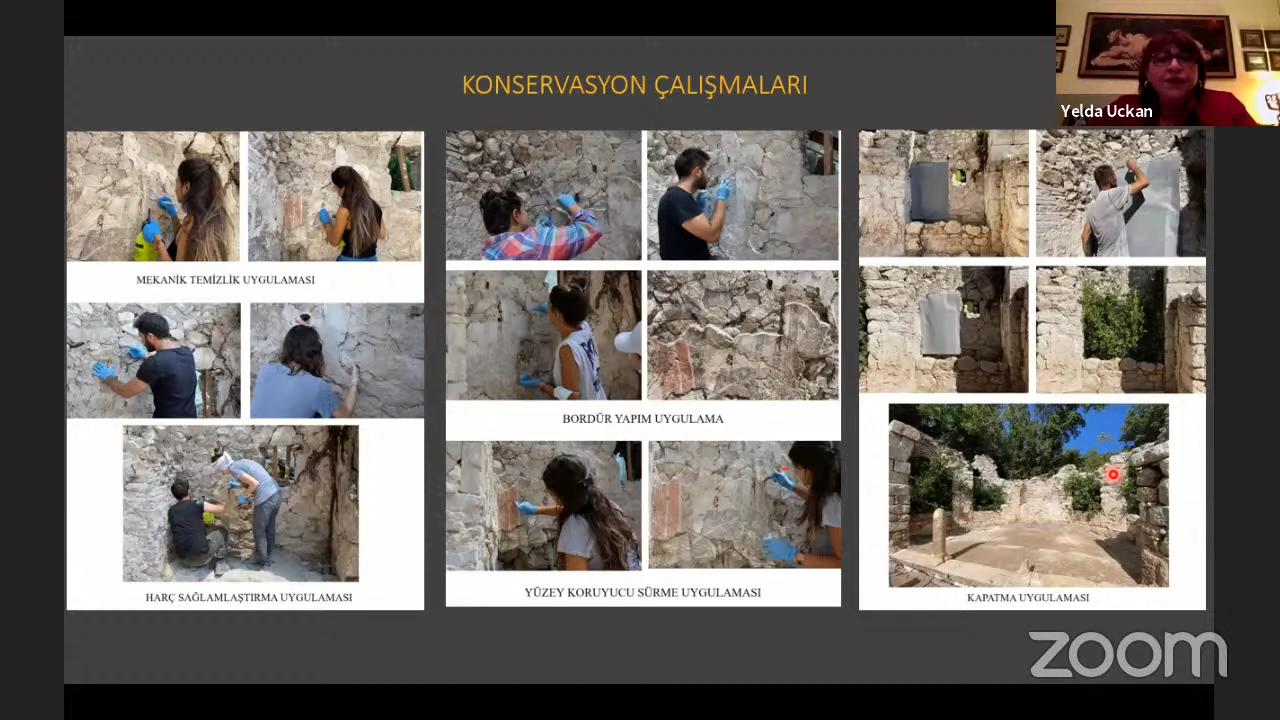 KONSERVASYON ÇALIŞMALARI
Yelda Uckan
MEKANİK TEMİZLİK UYGULAMASI
HARÇ SAĞLAMLAŞTIRMA UYGULAMASI
BORDÜR YAPIM UYGULAMA
YÜZEY KORUYUCU SÜRME UYGULAMASI
KAPATMA UYGULAMASI
zoom